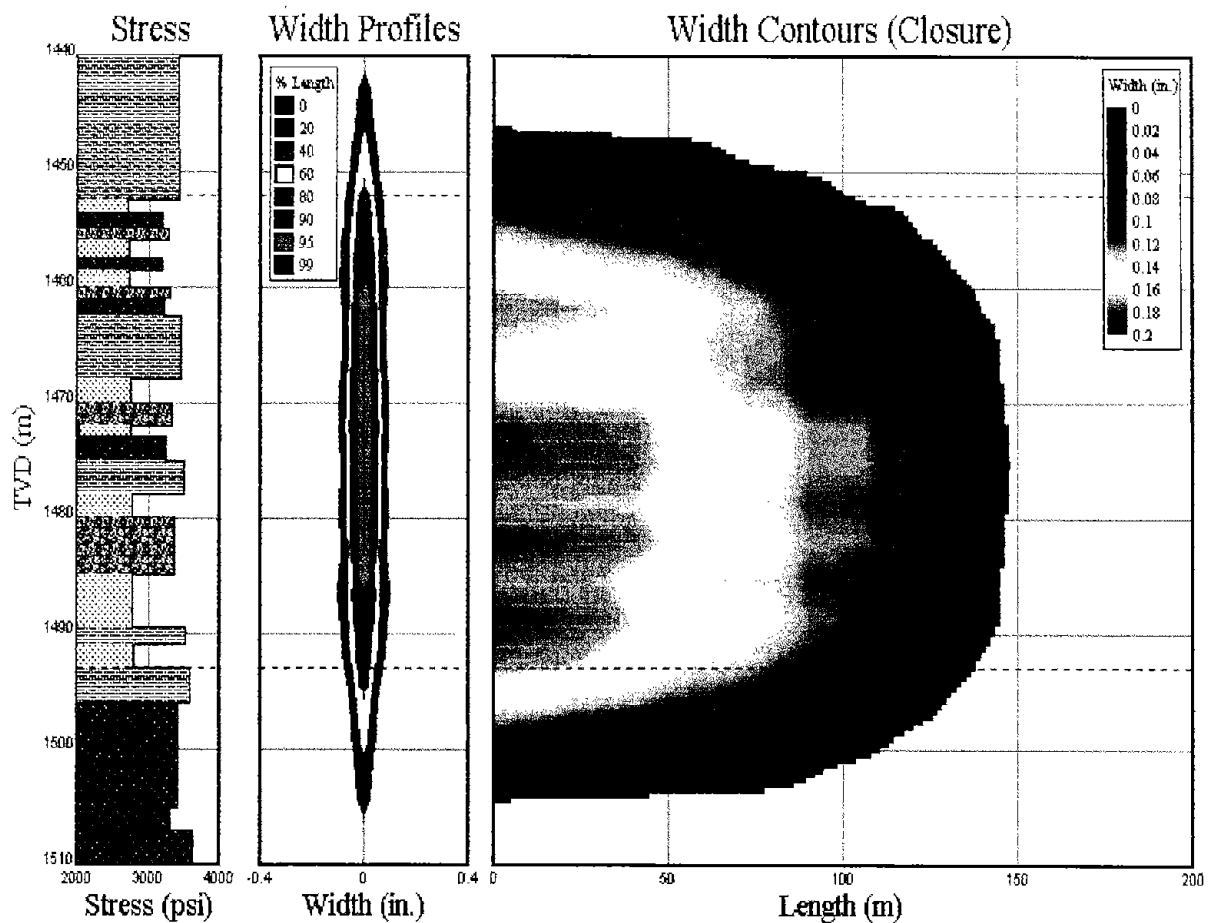 Stress
Width Profiles
Width Contours (Closure)
TVD (m)
1440
1450
1460
1470
1480
1490
1500
1510
2000 3000 4000
Stress (psi)
% Length
0
20
40
60
80
90
95
99
-0.4 0 0.4
Width (in.)
Width (in.)
0
0.02
0.04
0.06
0.08
0.1
0.12
0.14
0.16
0.18
0.2
0 50 100 150 200
Length (m)